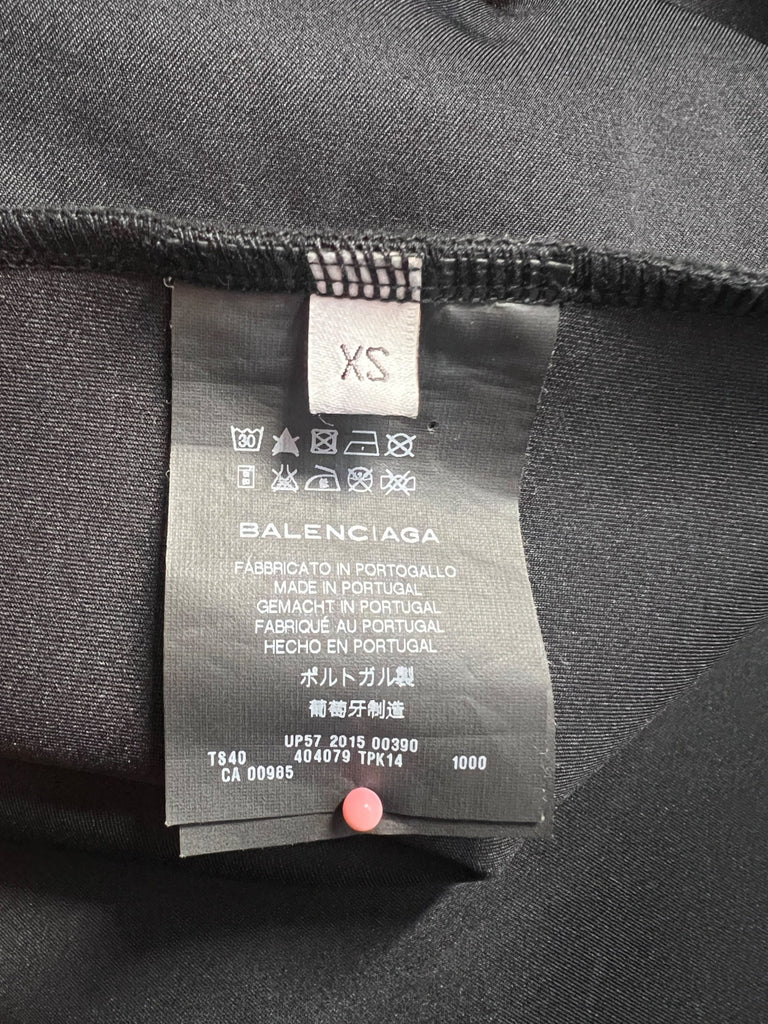 XS
30
BALENCIAGA
FABBRICATO IN PORTOGALLO
MADE IN PORTUGAL
GEMACHT IN PORTUGAL
FABRIQUÉ AU PORTUGAL
HECHO EN PORTUGAL
ポルトガル製
葡萄牙制造
UP57 2015 00390
TS40 404079 TPK14 1000
CA 00985